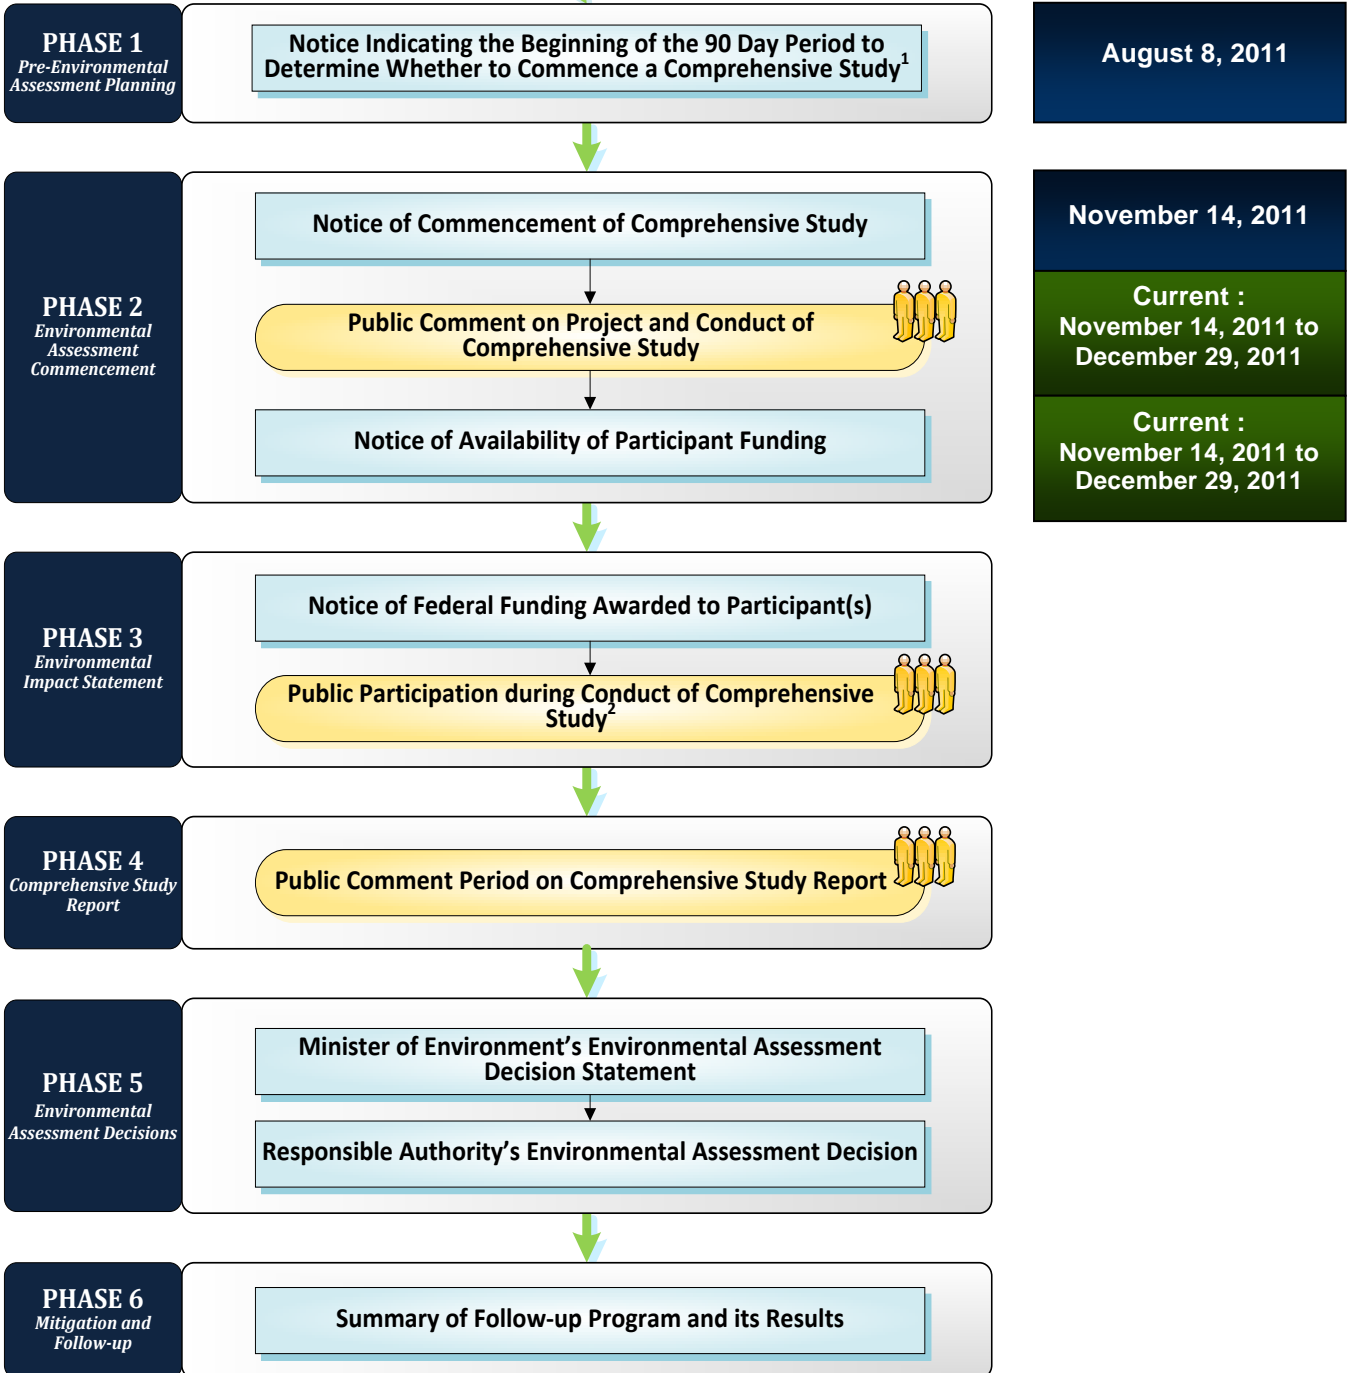 PHASE 1
Pre-Environmental
Assessment Planning
Notice Indicating the Beginning of the 90 Day Period to
Determine Whether to Commence a Comprehensive Study1
August 8, 2011
PHASE 2
Environmental
Assessment
Commencement
Notice of Commencement of Comprehensive Study
November 14, 2011
Public Comment on Project and Conduct of
Comprehensive Study
Current :
November 14, 2011 to
December 29, 2011
Notice of Availability of Participant Funding
Current :
November 14, 2011 to
December 29, 2011
PHASE 3
Environmental
Impact Statement
Notice of Federal Funding Awarded to Participant(s)
Public Participation during Conduct of Comprehensive
Study2
PHASE 4
Comprehensive Study
Report
Public Comment Period on Comprehensive Study Report
PHASE 5
Environmental
Assessment Decisions
Minister of Environment’s Environmental Assessment
Decision Statement
Responsible Authority’s Environmental Assessment Decision
PHASE 6
Mitigation and
Follow-up
Summary of Follow-up Program and its Results